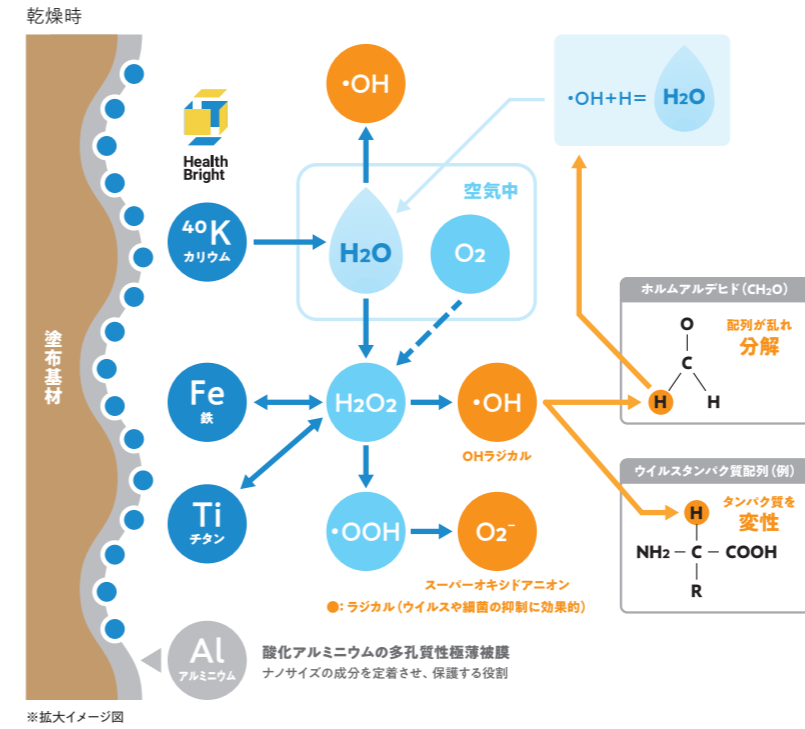 乾燥時
Health
Bright
塗布基材
40K
カリウム
Fe
鉄
Ti
チタン
Al
アルミニウム
•OH
空気中
H2O
O2
H2O2
•OH
OHラジカル
•OOH
O2⁻
スーパーオキシドアニオン
●:ラジカル(ウイルスや細菌の抑制に効果的)
•OH+H=
H2O
ホルムアルデヒド(CH2O)
配列が乱れ
分解
O
C
H
H
ウイルスタンパク質配列(例)
タンパク質を
変性
H
NH2 – C – COOH
R
酸化アルミニウムの多孔質性極薄被膜
ナノサイズの成分を定着させ、保護する役割
※拡大イメージ図